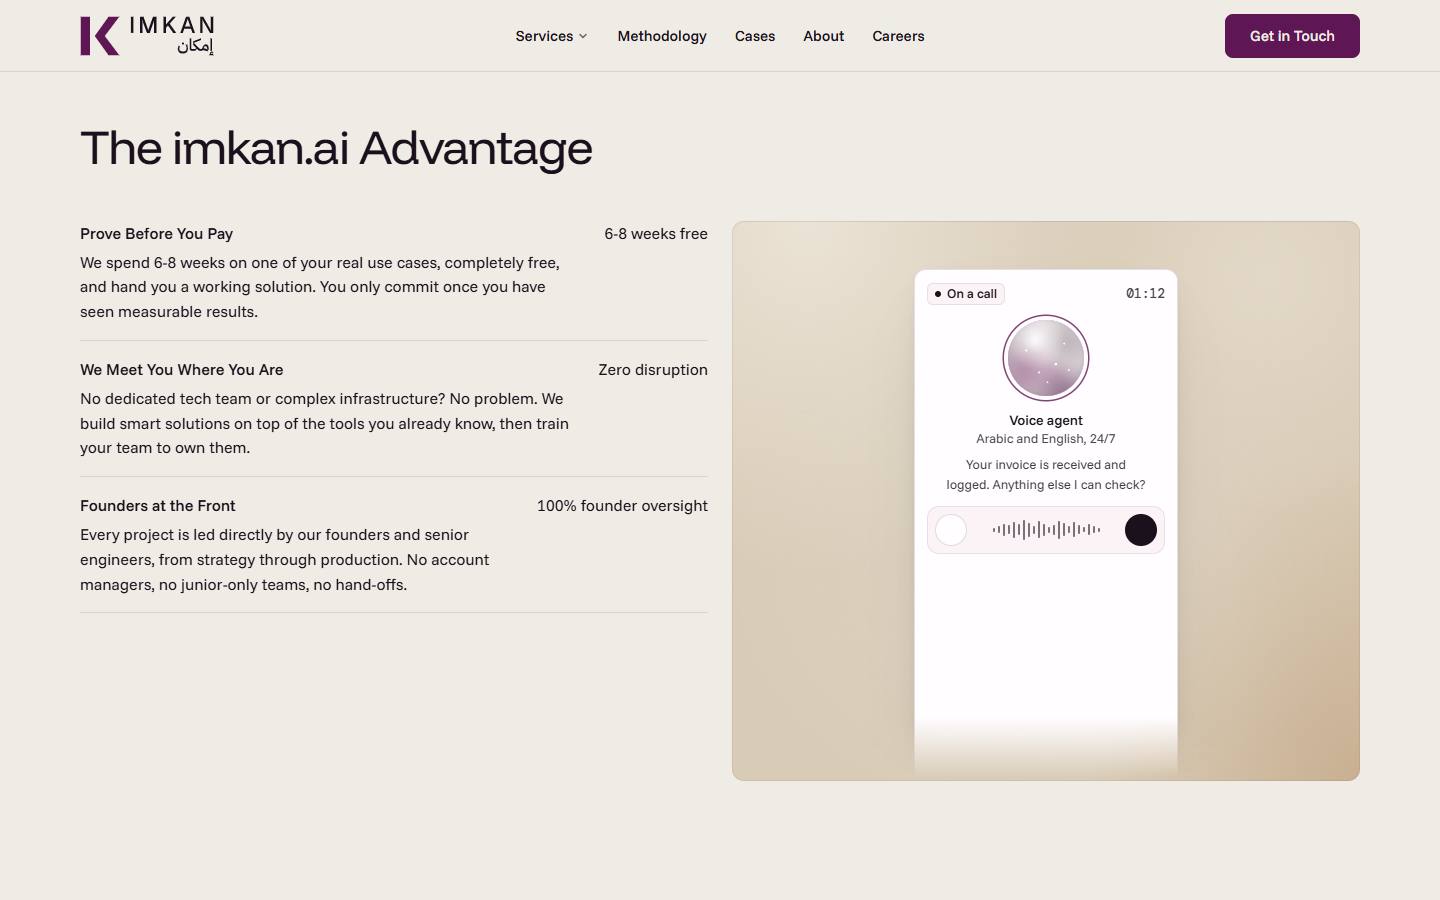 IMKAN
إمكان
Services
Methodology
Cases
About
Careers
Get in Touch
The imkan.ai Advantage
Prove Before You Pay
6-8 weeks free
We spend 6-8 weeks on one of your real use cases, completely free,
and hand you a working solution. You only commit once you have
seen measurable results.
We Meet You Where You Are
Zero disruption
No dedicated tech team or complex infrastructure? No problem. We
build smart solutions on top of the tools you already know, then train
your team to own them.
Founders at the Front
100% founder oversight
Every project is led directly by our founders and senior
engineers, from strategy through production. No account
managers, no junior-only teams, no hand-offs.
On a call
01:12
Voice agent
Arabic and English, 24/7
Your invoice is received and
logged. Anything else I can check?